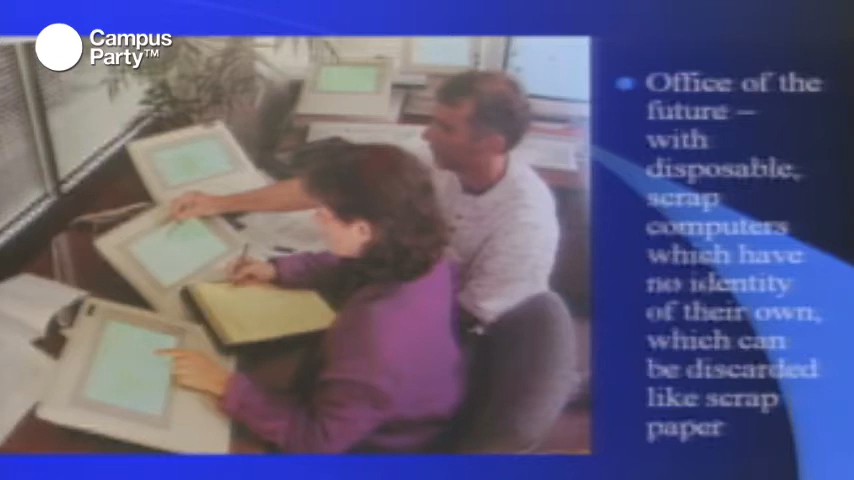 Campus
Party™
Office of the
future –
with
disposable,
scrap
computers
which have
no identity
of their own,
which can
be discarded
like scrap
paper